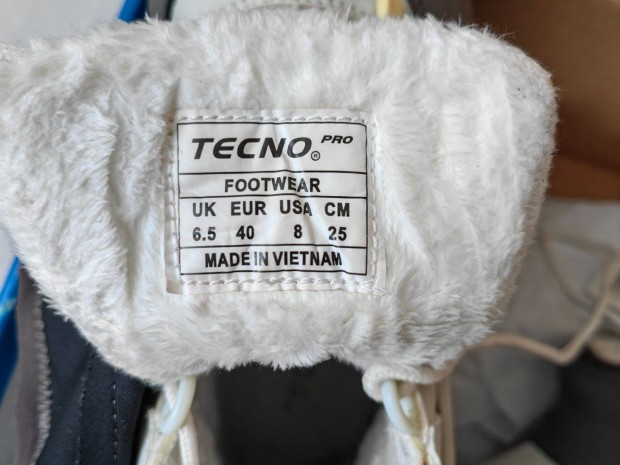 TECNO PRO ®
FOOTWEAR
UK EUR USA CM
6.5 40 8 25
MADE IN VIETNAM